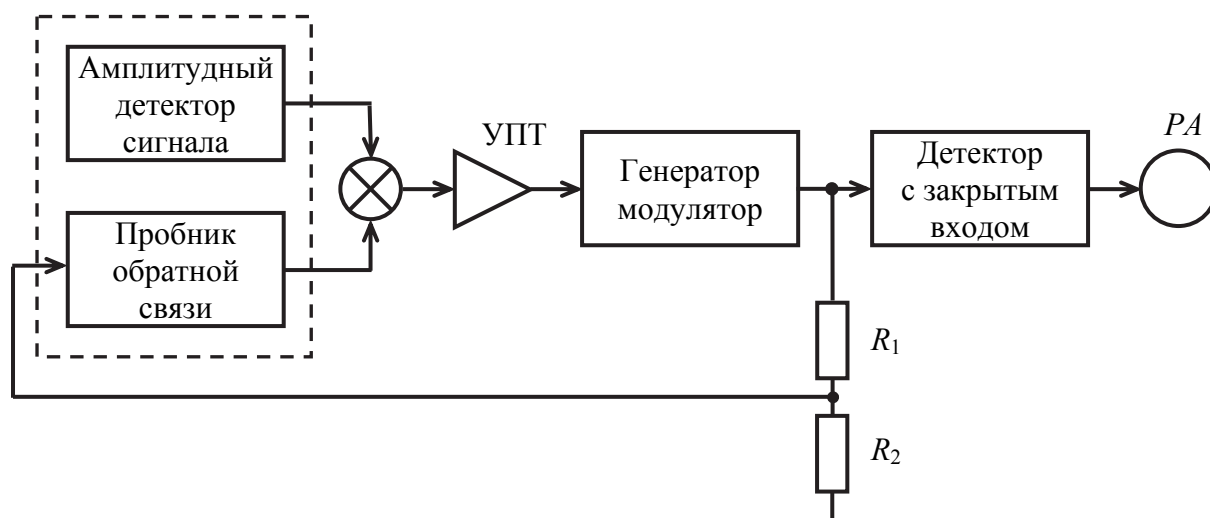 Амплитудный
детектор
сигнала
Пробник
обратной
связи
УПТ
Генератор
модулятор
Детектор
с закрытым
входом
PA
R1
R2